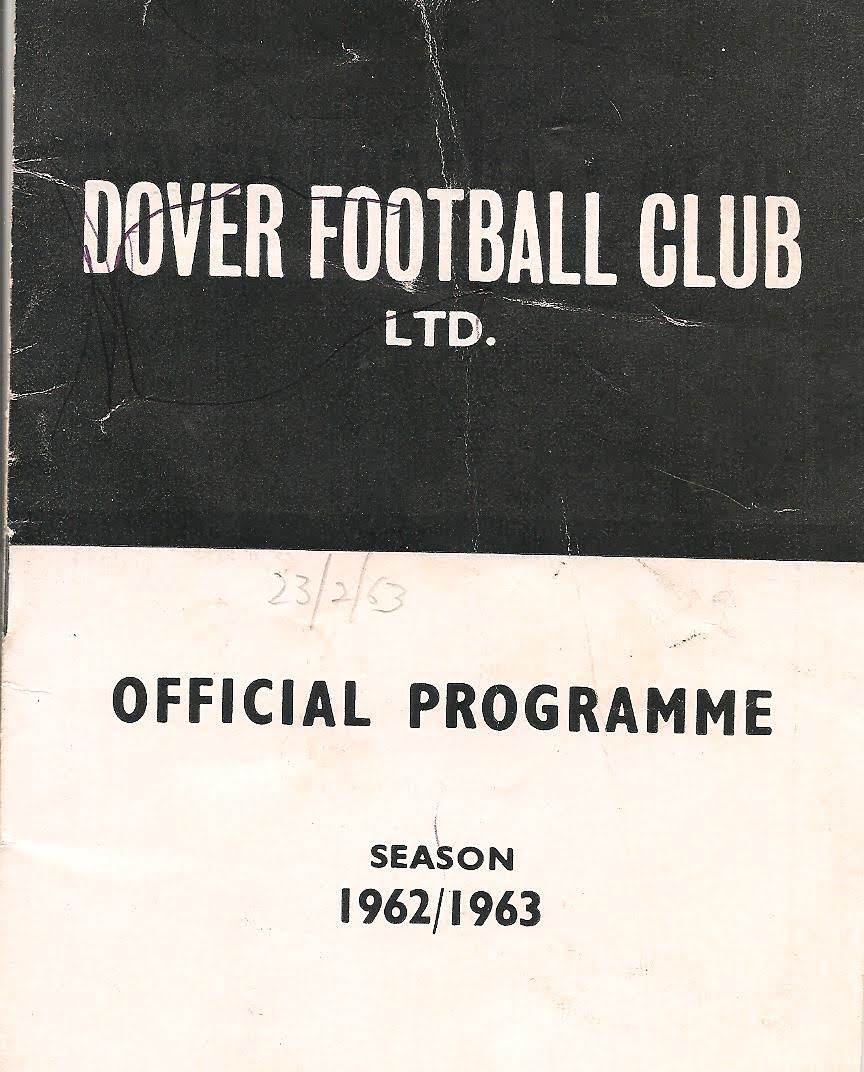 DOVER FOOTBALL CLUB
LTD.
23/2/63
OFFICIAL PROGRAMME
SEASON
1962/1963